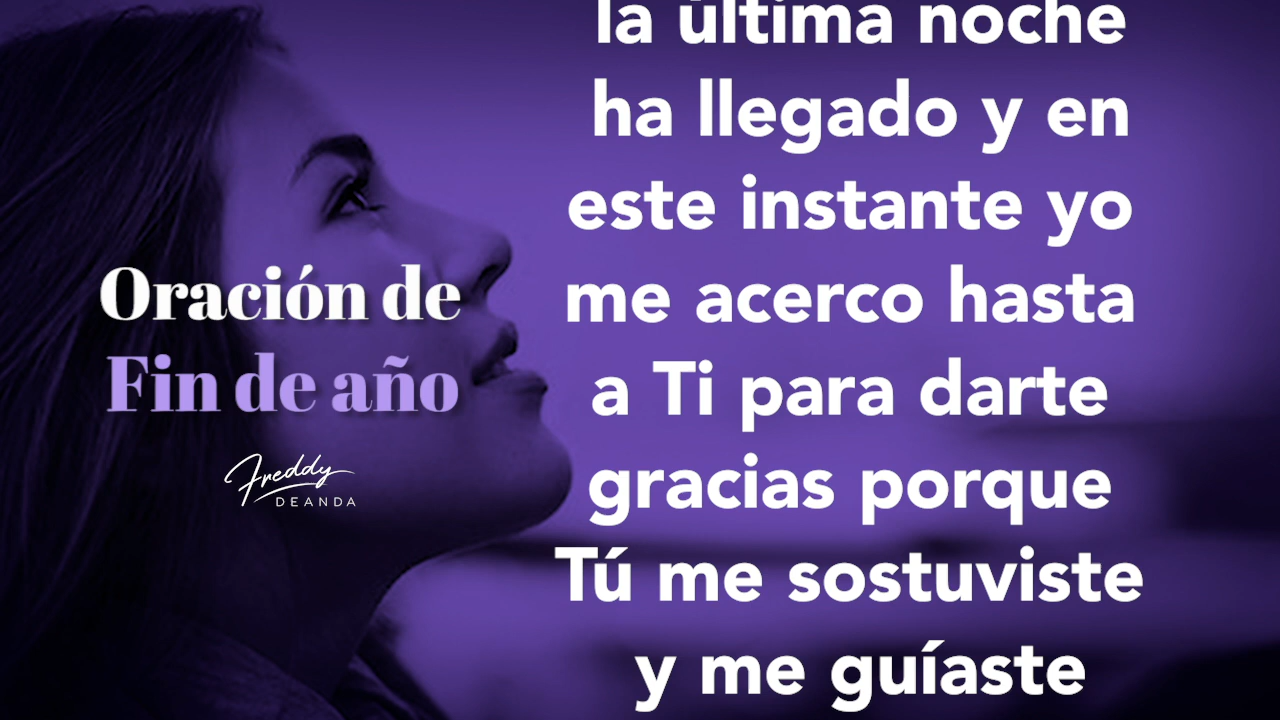 Oración de
Fin de año
Freddy
DEANDA
la última noche
ha llegado y en
este instante yo
me acerco hasta
a Ti para darte
gracias porque
Tú me sostuviste
y me guíaste